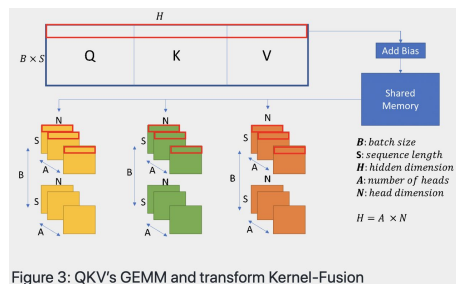 H
B × S
Q
K
V
Add Bias
Shared
Memory
N
N
N
S
S
S
A
A
A
B
B
B
N
N
N
S
S
S
A
A
A
B: batch size
S: sequence length
H: hidden dimension
A: number of heads
N: head dimension
H = A × N
Figure 3: QKV's GEMM and transform Kernel-Fusion